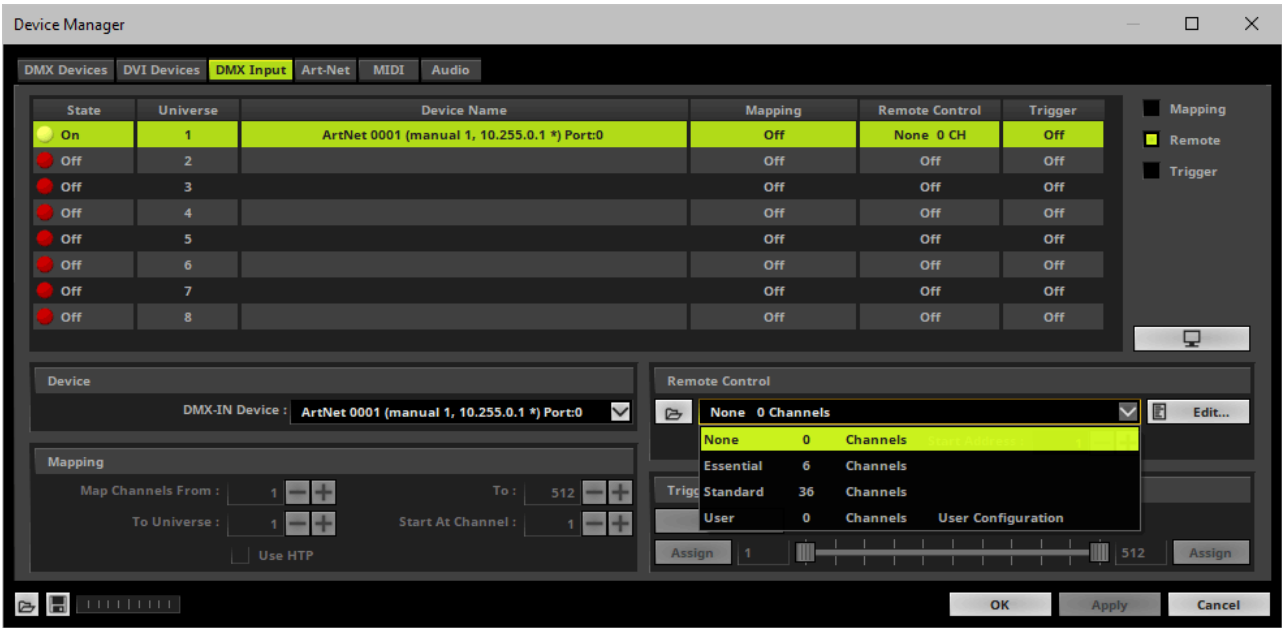 Device Manager
DMX Devices DVI Devices DMX Input Art-Net MIDI Audio
State Universe Device Name Mapping Remote Control Trigger
On 1 ArtNet 0001 (manual 1, 10.255.0.1 *) Port:0 Off None 0 CH Off
Off 2 Off Off Off
Off 3 Off Off Off
Off 4 Off Off Off
Off 5 Off Off Off
Off 6 Off Off Off
Off 7 Off Off Off
Off 8 Off Off Off
Mapping
Remote
Trigger
Device
DMX-IN Device : ArtNet 0001 (manual 1, 10.255.0.1 *) Port:0
Mapping
Map Channels From : 1 To : 512
To Universe : 1 Start At Channel : 1
Use HTP
Remote Control
None 0 Channels Edit...
None 0 Channels
Essential 6 Channels
Standard 36 Channels
User 0 Channels User Configuration
Assign 1 512 Assign
OK Apply Cancel